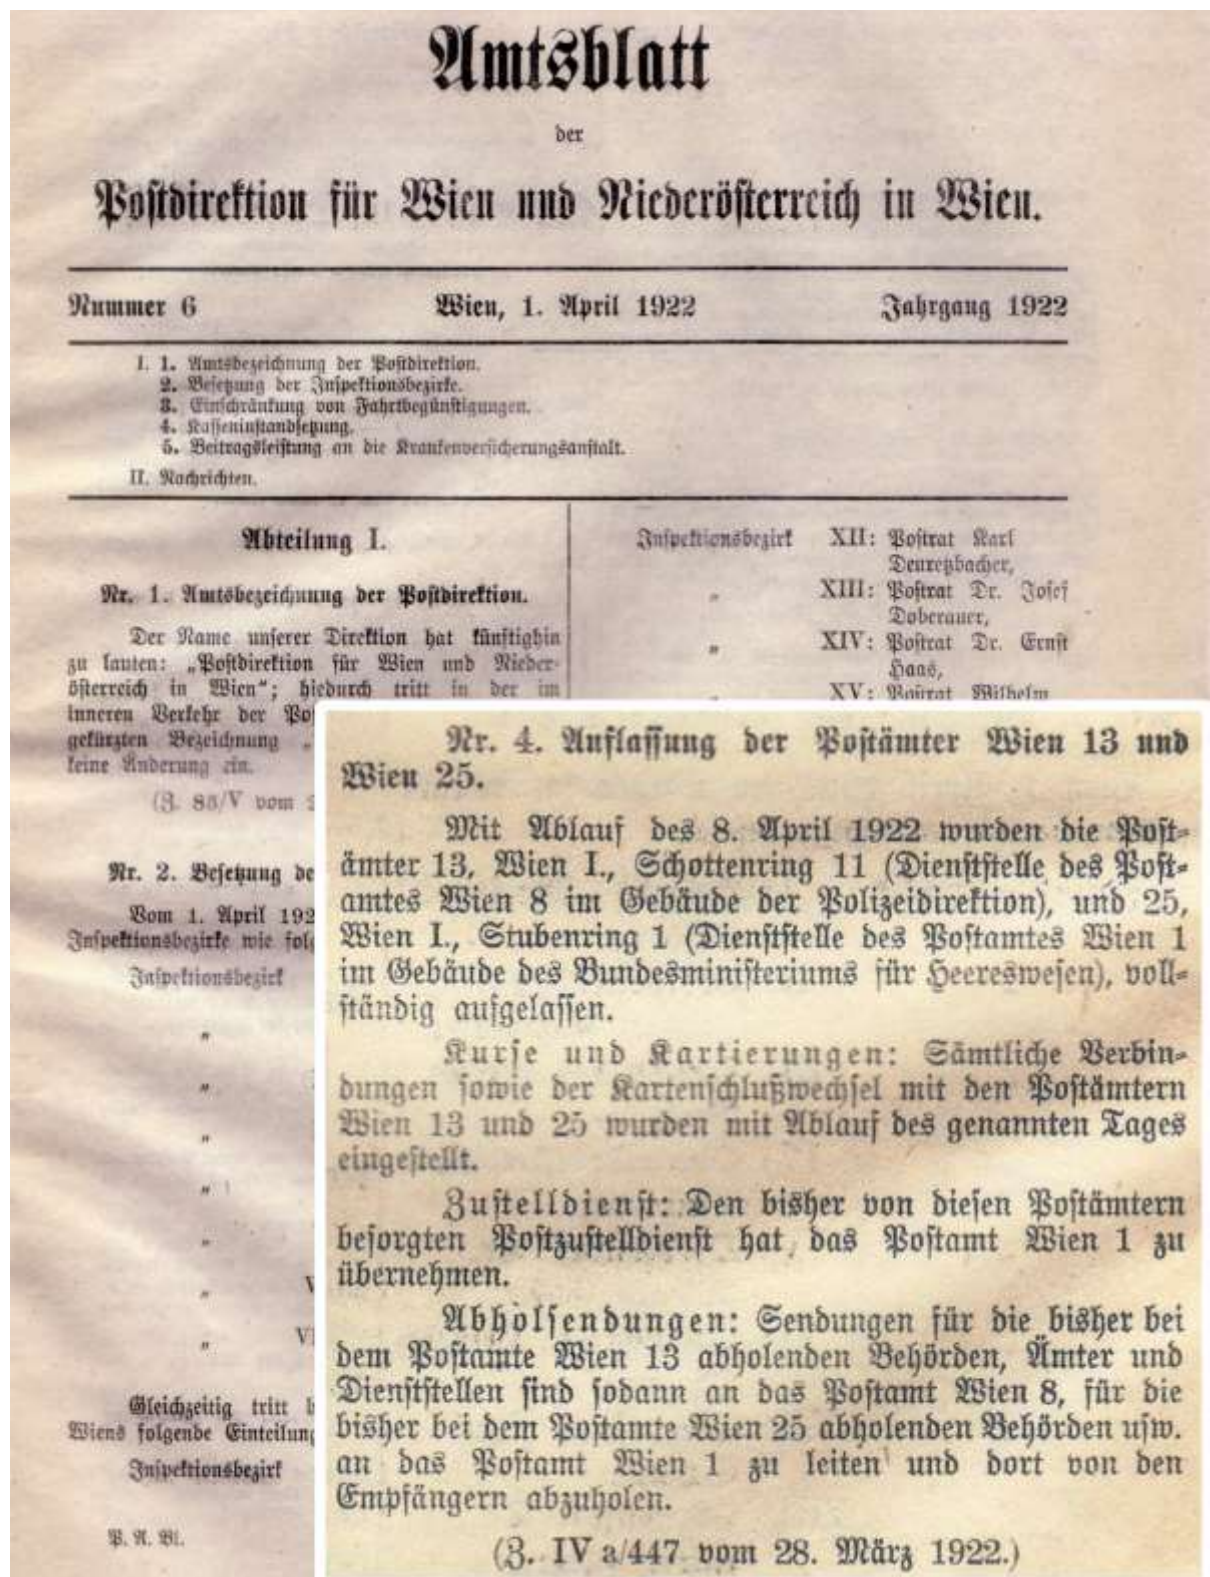 Amtsblatt
der
Postdirektion für Wien und Niederösterreich in Wien.
Nummer 6 Wien, 1. April 1922 Jahrgang 1922
I. 1. Amtsbezeichnung der Postdirektion.
2. Besetzung der Inspektionsbezirke.
3. Einschränkung von Fahrtbegünstigungen.
4. Kasseninstandsetzung.
5. Beitragsleistung an die Krankenversicherungsanstalt.
II. Nachrichten.
Abteilung I.
Nr. 1. Amtsbezeichnung der Postdirektion.
Der Name unserer Direktion hat künftighin
zu lauten: „Postdirektion für Wien und Nieder-
österreich in Wien"; hiedurch tritt in der im
inneren Verkehr der Po
gekürzten Bezeichnung „
keine Änderung ein.
(Z. 85/V vom
Nr. 2. Besetzung de
Vom 1. April 192
Inspektionsbezirke wie folg
Inspektionsbezirk
"
"
"
"
"
" V
" VI
Gleichzeitig tritt
Wiens folgende Einteilung
Inspektionsbezirk
P. A. Bl.
Inspektionsbezirk XII: Postrat Karl
Deuretzbacher,
" XIII: Postrat Dr. Josef
Doberauer,
" XIV: Postrat Dr. Ernst
Haas,
" XV: Postrat Wilhelm
Nr. 4. Auflassung der Postämter Wien 13 und
Wien 25.
Mit Ablauf des 8. April 1922 wurden die Post-
ämter 13, Wien I., Schottenring 11 (Dienststelle des Post-
amtes Wien 8 im Gebäude der Polizeidirektion), und 25,
Wien I., Stubenring 1 (Dienststelle des Postamtes Wien 1
im Gebäude des Bundesministeriums für Heereswesen), voll-
ständig aufgelassen.
Kurse und Kartierungen: Sämtliche Verbin-
dungen sowie der Kartenschlußwechsel mit den Postämtern
Wien 13 und 25 wurden mit Ablauf des genannten Tages
eingestellt.
Zustelldienst: Den bisher von diesen Postämtern
besorgten Postzustelldienst hat das Postamt Wien 1 zu
übernehmen.
Abholsendungen: Sendungen für die bisher bei
dem Postamte Wien 13 abholenden Behörden, Ämter und
Dienststellen sind sodann an das Postamt Wien 8, für die
bisher bei dem Postamte Wien 25 abholenden Behörden usw.
an das Postamt Wien 1 zu leiten und dort von den
Empfängern abzuholen.
(Z. IV a/447 vom 28. März 1922.)